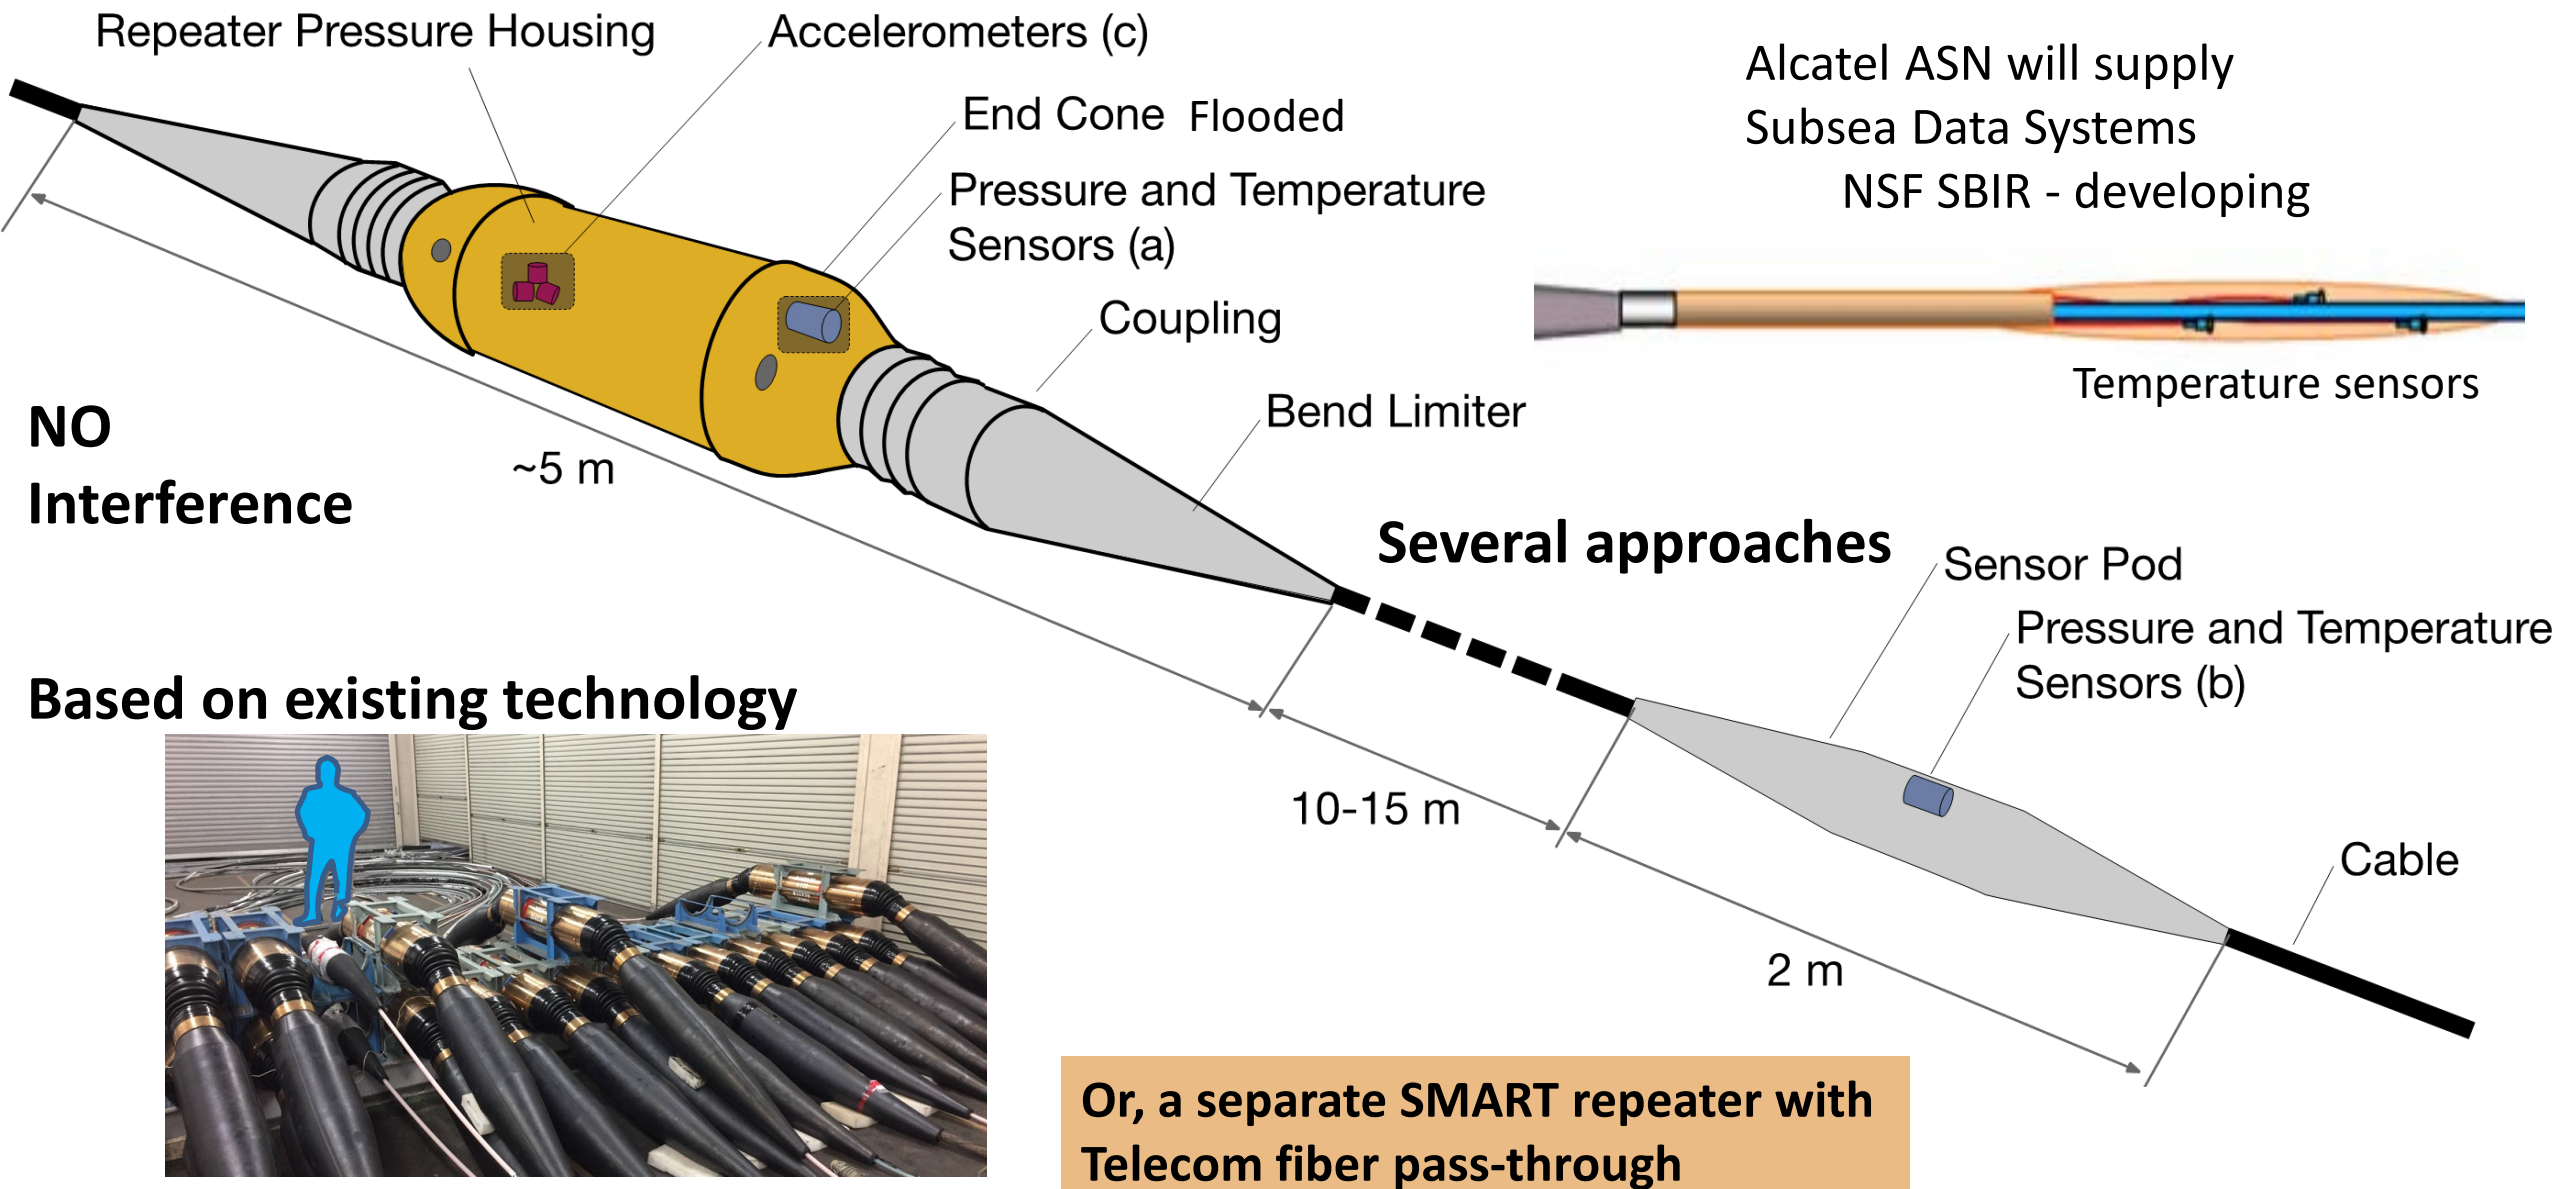 Repeater Pressure Housing
Accelerometers (c)
End Cone Flooded
Pressure and Temperature
Sensors (a)
Coupling
Bend Limiter
Alcatel ASN will supply
Subsea Data Systems
NSF SBIR - developing
Temperature sensors
NO
Interference
~5 m
Several approaches
Sensor Pod
Pressure and Temperature
Sensors (b)
Based on existing technology
10-15 m
Cable
2 m
Or, a separate SMART repeater with
Telecom fiber pass-through